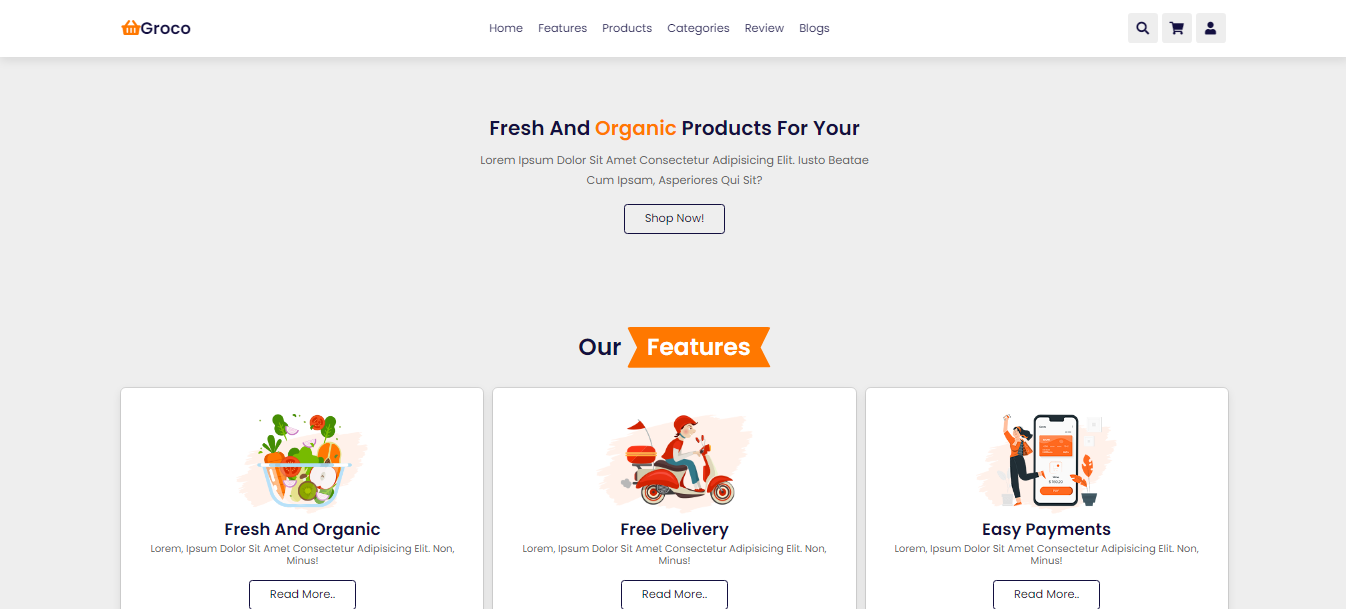 Groco
Home Features Products Categories Review Blogs
Fresh And Organic Products For Your
Lorem Ipsum Dolor Sit Amet Consectetur Adipisicing Elit. Iusto Beatae
Cum Ipsam, Asperiores Qui Sit?
Shop Now!
Our Features
Fresh And Organic
Lorem, Ipsum Dolor Sit Amet Consectetur Adipisicing Elit. Non,
Minus!
Read More..
Free Delivery
Lorem, Ipsum Dolor Sit Amet Consectetur Adipisicing Elit. Non,
Minus!
Read More..
Easy Payments
Lorem, Ipsum Dolor Sit Amet Consectetur Adipisicing Elit. Non,
Minus!
Read More..